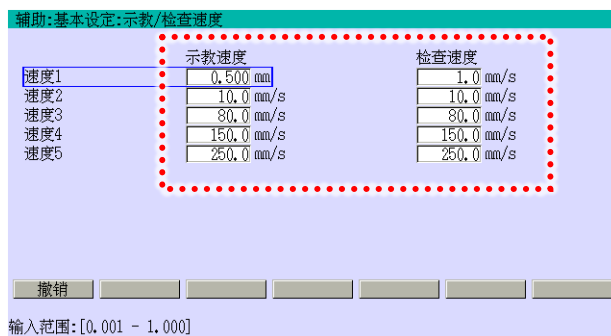 辅助:基本设定:示教/检查速度
示教速度 检查速度
速度1 0.500 mm 1.0 mm/s
速度2 10.0 mm/s 10.0 mm/s
速度3 80.0 mm/s 80.0 mm/s
速度4 150.0 mm/s 150.0 mm/s
速度5 250.0 mm/s 250.0 mm/s
撤销
输入范围:[0.001 - 1.000]